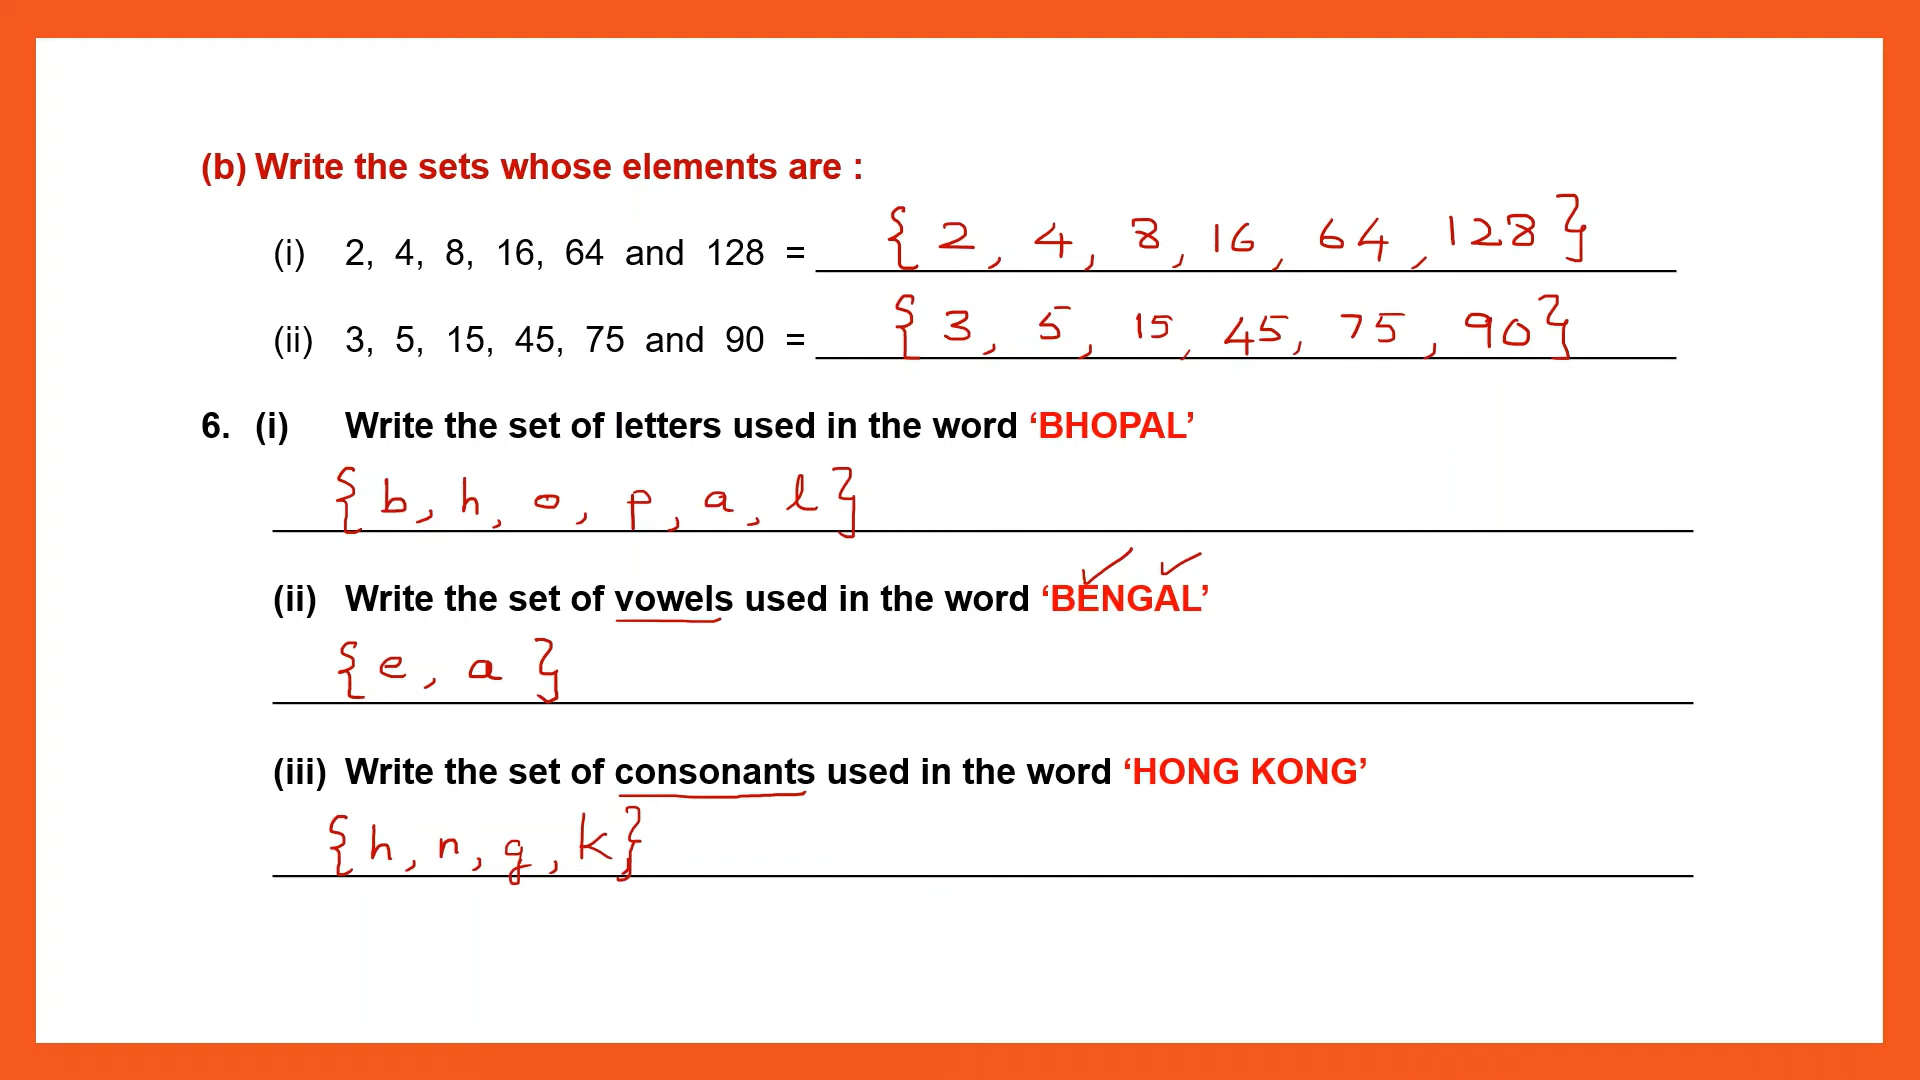 (b) Write the sets whose elements are :
(i) 2, 4, 8, 16, 64 and 128 = { 2 , 4 , 8 , 16 , 64 , 128 }
(ii) 3, 5, 15, 45, 75 and 90 = { 3 , 5 , 15 , 45 , 75 , 90 }
6. (i) Write the set of letters used in the word ‘BHOPAL’
{ b , h , o , p , a , l }
(ii) Write the set of vowels used in the word ‘BENGAL’
{ e , a }
(iii) Write the set of consonants used in the word ‘HONG KONG’
{ h , n , g , k }